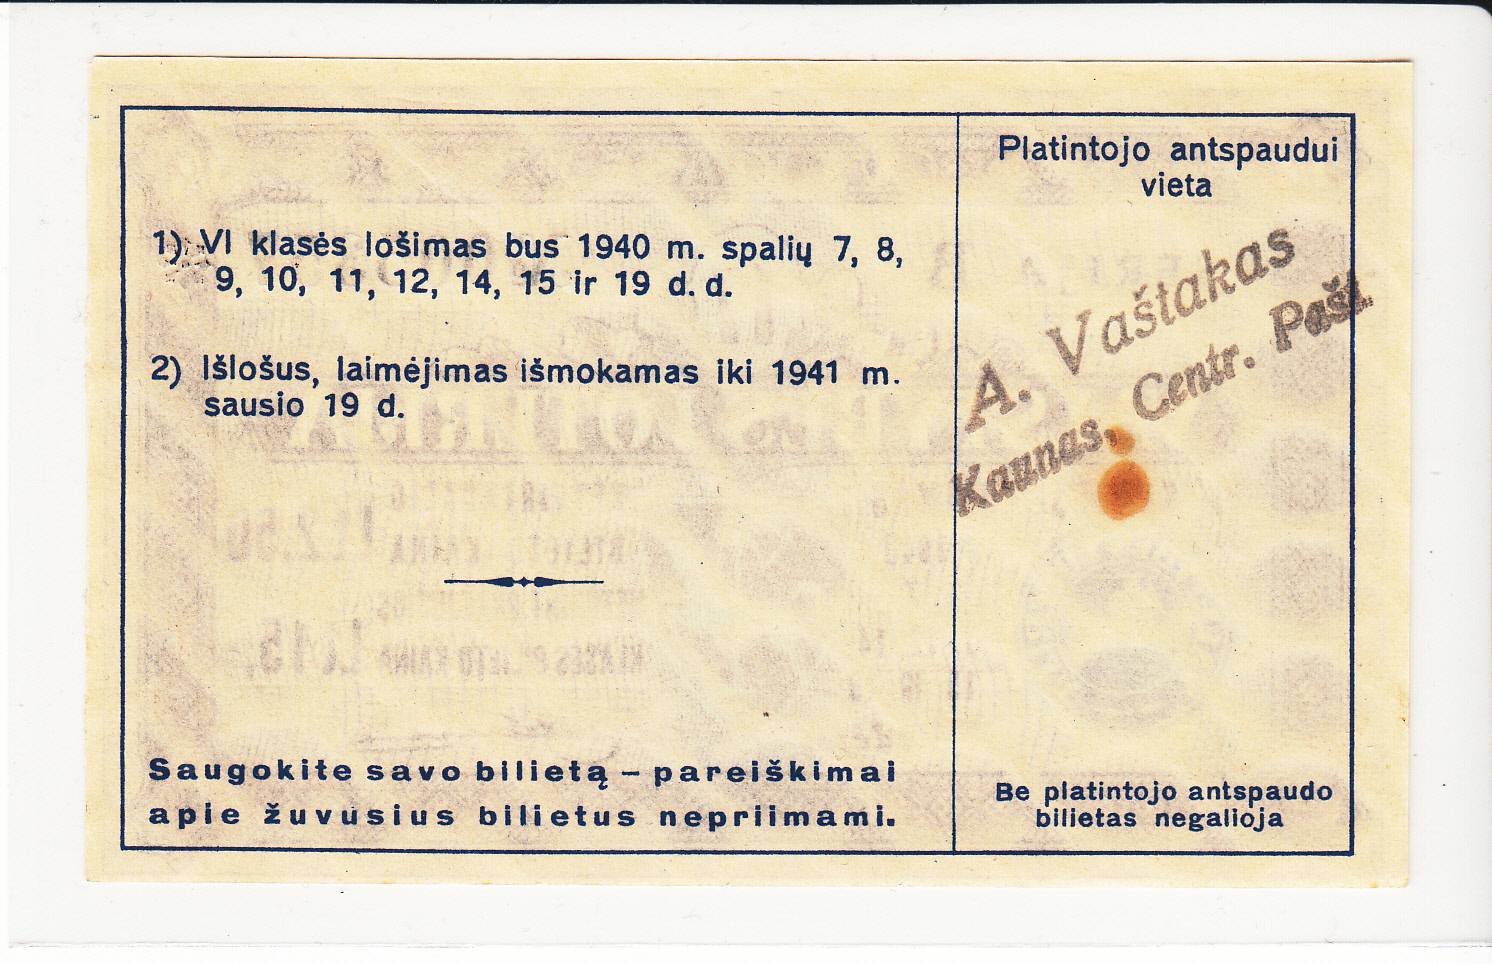 1) VI klasės lošimas bus 1940 m. spalių 7, 8,
9, 10, 11, 12, 14, 15 ir 19 d. d.
2) Išlošus, laimėjimas išmokamas iki 1941 m.
sausio 19 d.
Saugokite savo bilietą – pareiškimai
apie žuvusius bilietus nepriimami.
Platintojo antspaudui
vieta
A. Vaštakas
Kaunas. Centr. Pašt.
Be platintojo antspaudo
bilietas negalioja